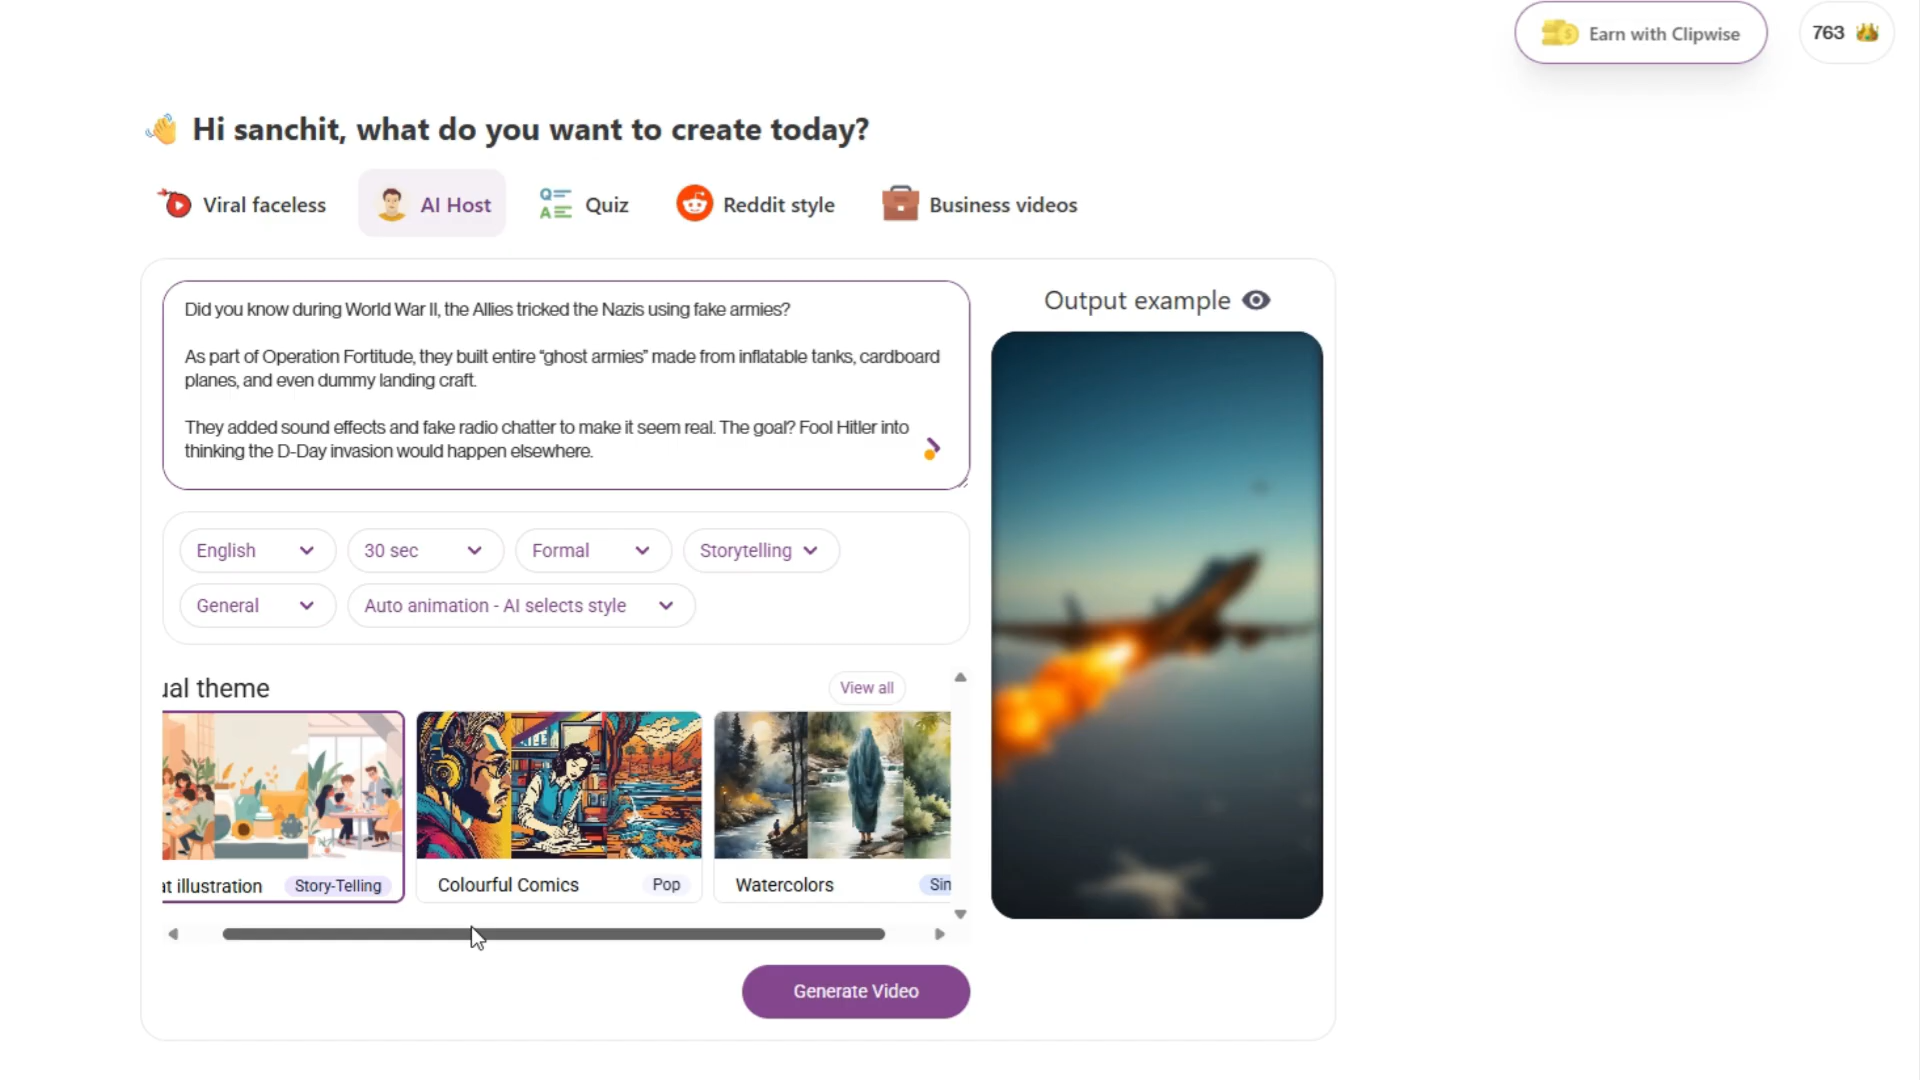 Earn with Clipwise
763
Hi sanchit, what do you want to create today?
Viral faceless
AI Host
Quiz
Reddit style
Business videos
Did you know during World War II, the Allies tricked the Nazis using fake armies?
As part of Operation Fortitude, they built entire “ghost armies” made from inflatable tanks, cardboard
planes, and even dummy landing craft.
They added sound effects and fake radio chatter to make it seem real. The goal? Fool Hitler into
thinking the D-Day invasion would happen elsewhere.
Output example
English
30 sec
Formal
Storytelling
General
Auto animation - AI selects style
ual theme
View all
at illustration
Story-Telling
Colourful Comics
Pop
Watercolors
Sin
Generate Video